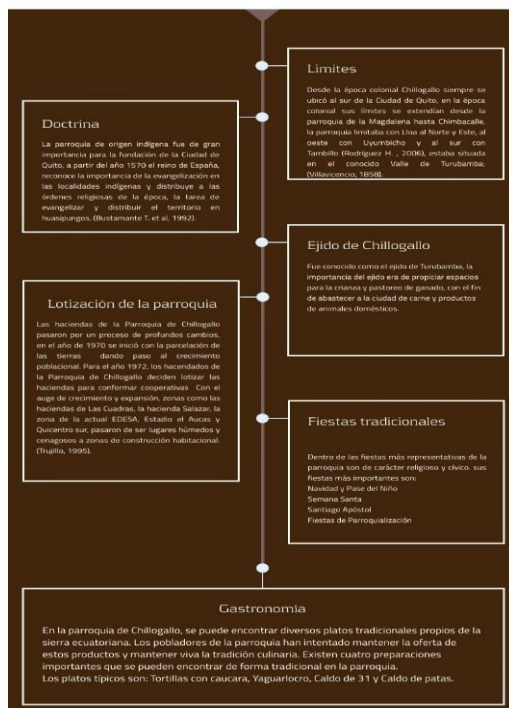 Limites
Desde la época colonial Chillogallo siempre se
ubicó al sur de la Ciudad de Quito, en la época
colonial sus límites se extendían desde la
parroquia de la Magdalena hasta Chimbacalle,
la parroquia limitaba con Lloa al Norte y Este, al
oeste con Uyumbicho y al sur con
Tambillo (Rodríguez H. , 2006), estaba situada
en el conocido Valle de Turubamba;
(Villavicencio, 1858).
Doctrina
La parroquia de origen indígena fue de gran
importancia para la fundación de la Ciudad de
Quito, a partir del año 1570 el reino de España,
reconoce la importancia de la evangelización en
las localidades indígenas y distribuye a las
órdenes religiosas de la época, la tarea de
evangelizar y distribuir el territorio en
huasipungos. (Bustamante T. et al, 1992).
Ejido de Chillogallo
Fue conocido como el ejido de Turubamba, la
importancia del ejido era de propiciar espacios
para la crianza y pastoreo de ganado, con el fin
de abastecer a la ciudad de carne y productos
de animales domésticos.
Lotización de la parroquia
Las haciendas de la Parroquia de Chillogallo
pasaron por un proceso de profundos cambios,
en el año de 1970 se inició con la parcelación de
las tierras dando paso al crecimiento
poblacional. Para el año 1972, los hacendados de
la Parroquia de Chillogallo deciden lotizar las
haciendas para conformar cooperativas Con el
auge de crecimiento y expansión, zonas como las
haciendas de Las Cuadras, la hacienda Salazar, la
zona de la actual EDESA, Estadio el Aucas y
Quicentro sur, pasaron de ser lugares húmedos y
cenagosos a zonas de construcción habitacional.
(Trujillo, 1995).
Fiestas tradicionales
Dentro de las fiestas más representativas de la
parroquia son de carácter religioso y cívico. sus
fiestas más importantes son:
Navidad y Pase del Niño
Semana Santa
Santiago Apóstol
Fiestas de Parroquialización
Gastronomia
En la parroquia de Chillogallo, se puede encontrar diversos platos tradicionales propios de la
sierra ecuatoriana. Los pobladores de la parroquia han intentado mantener la oferta de
estos productos y mantener viva la tradición culinaria. Existen cuatro preparaciones
importantes que se pueden encontrar de forma tradicional en la parroquia.
Los platos típicos son: Tortillas con caucara, Yaguarlocro, Caldo de 31 y Caldo de patas.